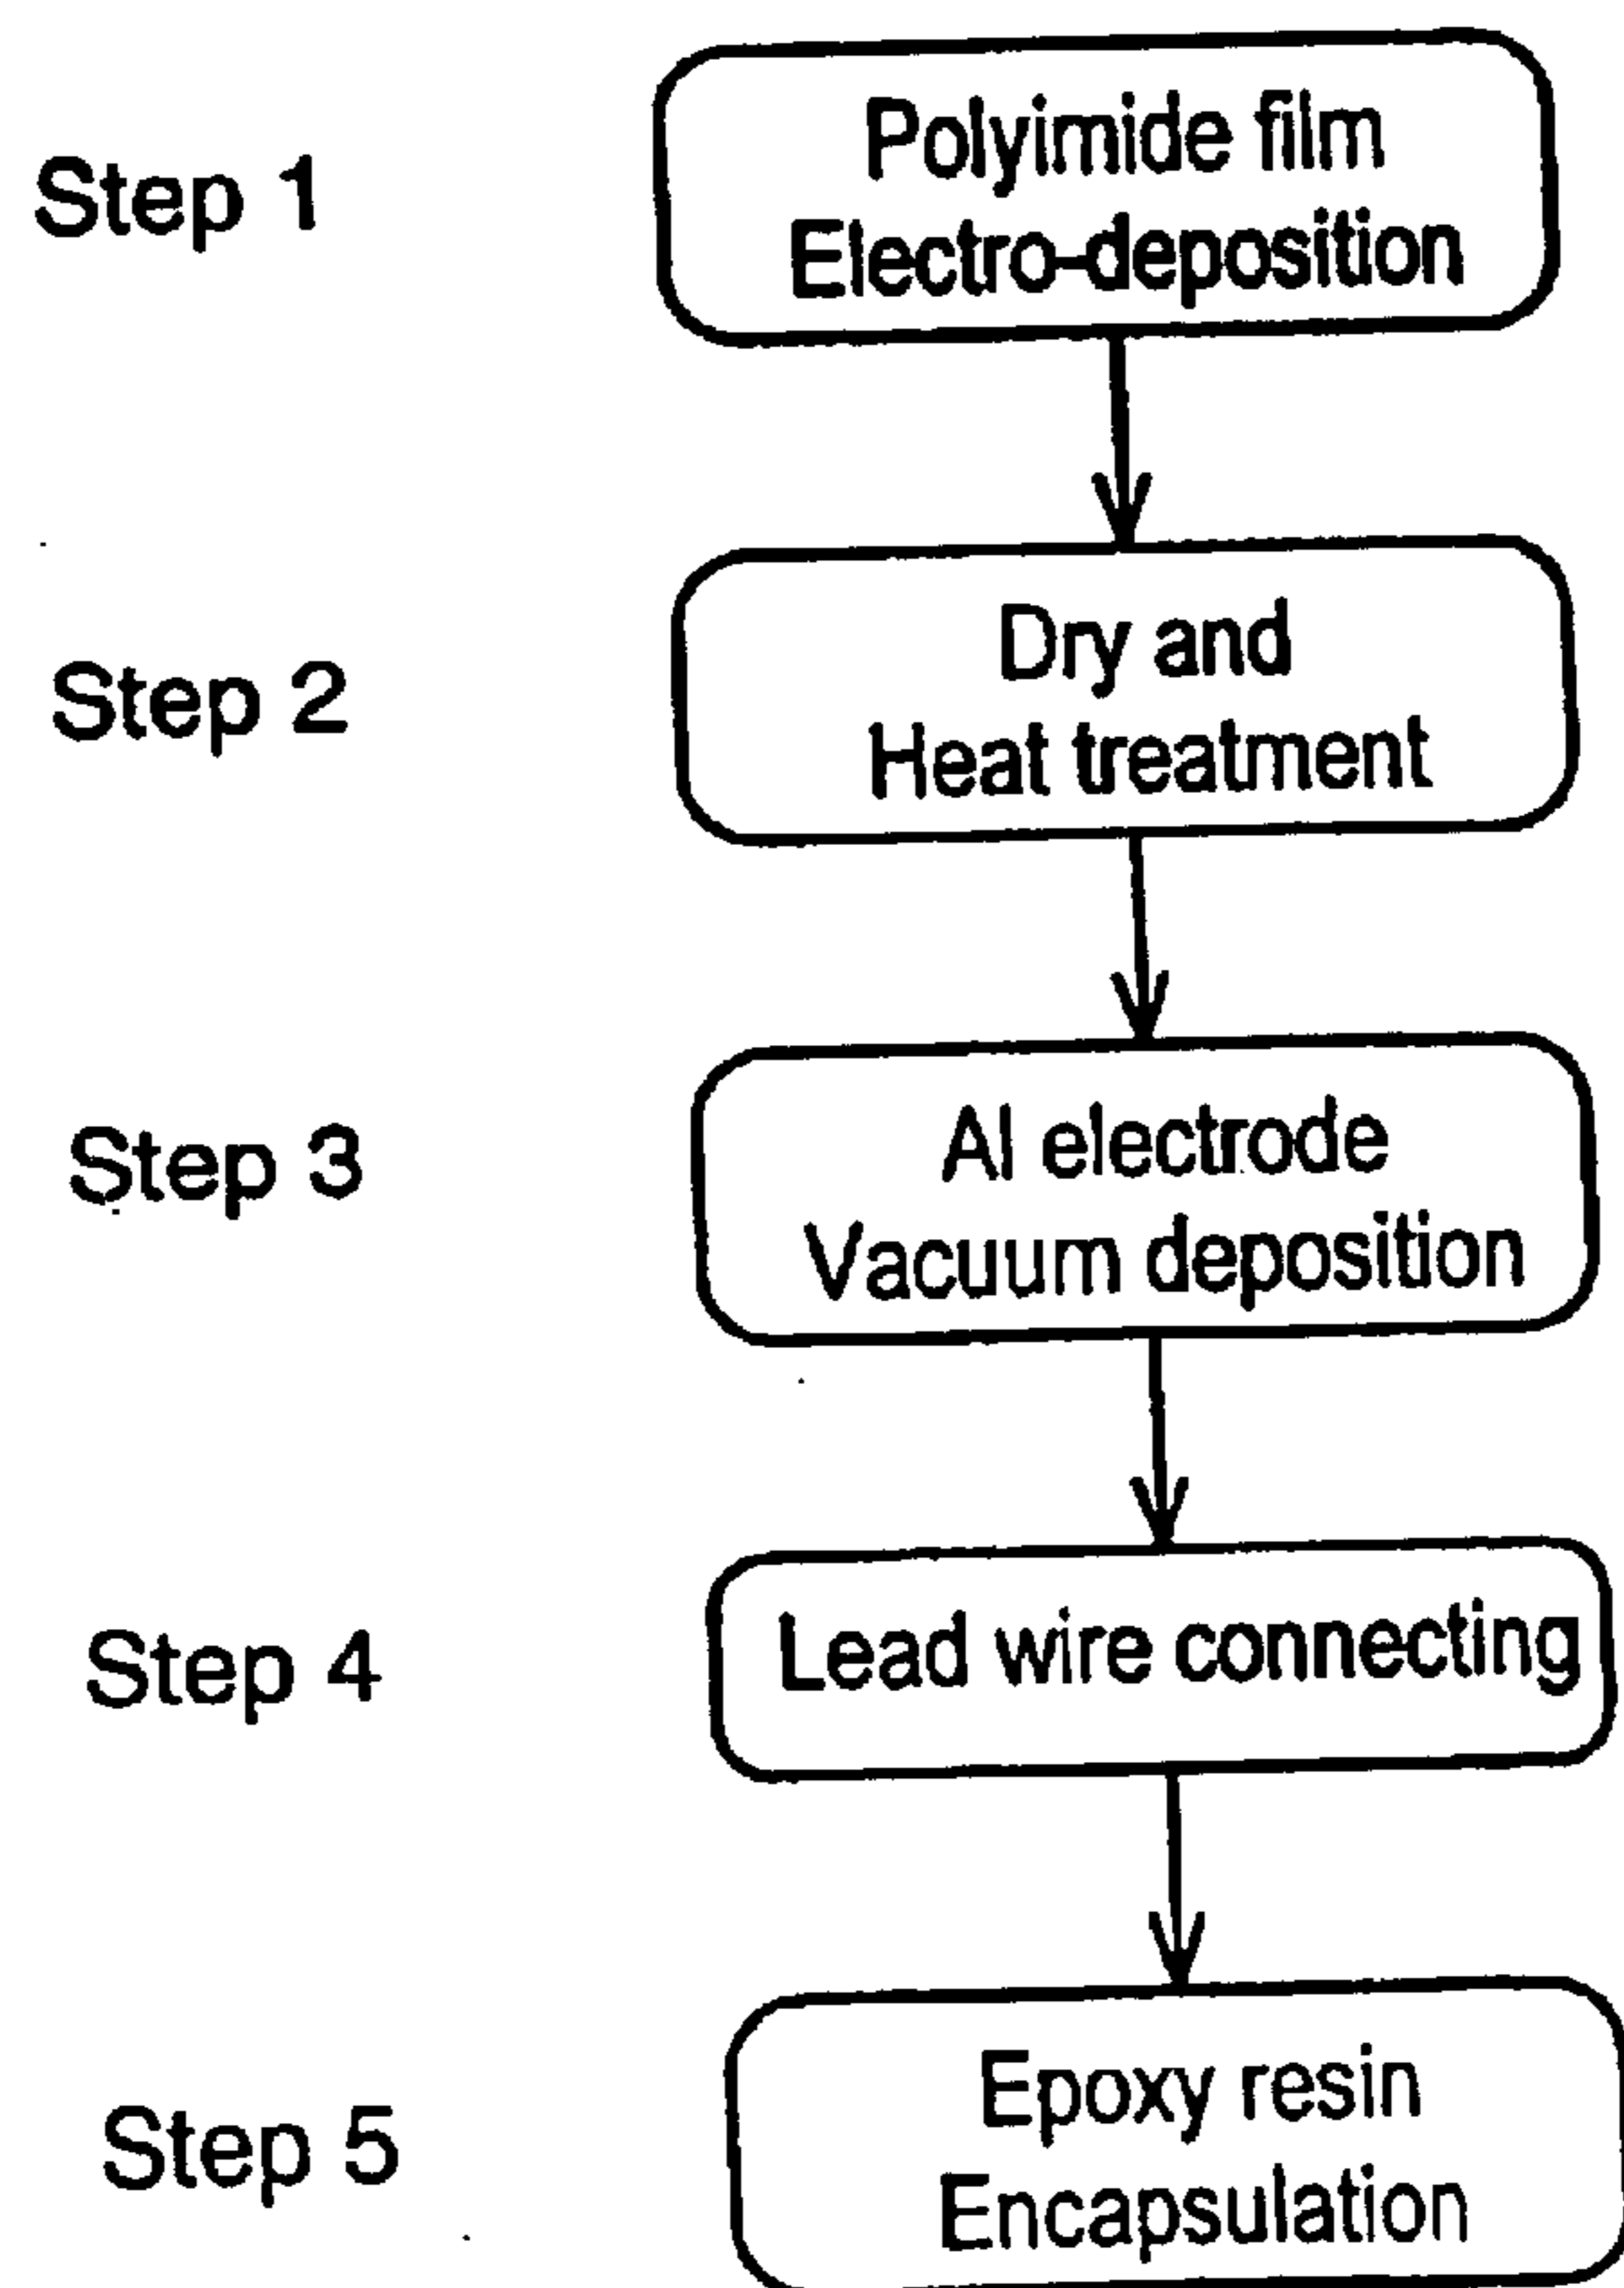 Step 1
Polyimide film
Electro-deposition
Step 2
Dry and
Heat treatment
Step 3
Al electrode
Vacuum deposition
Step 4
Lead wire connecting
Step 5
Epoxy resin
Encapsulation